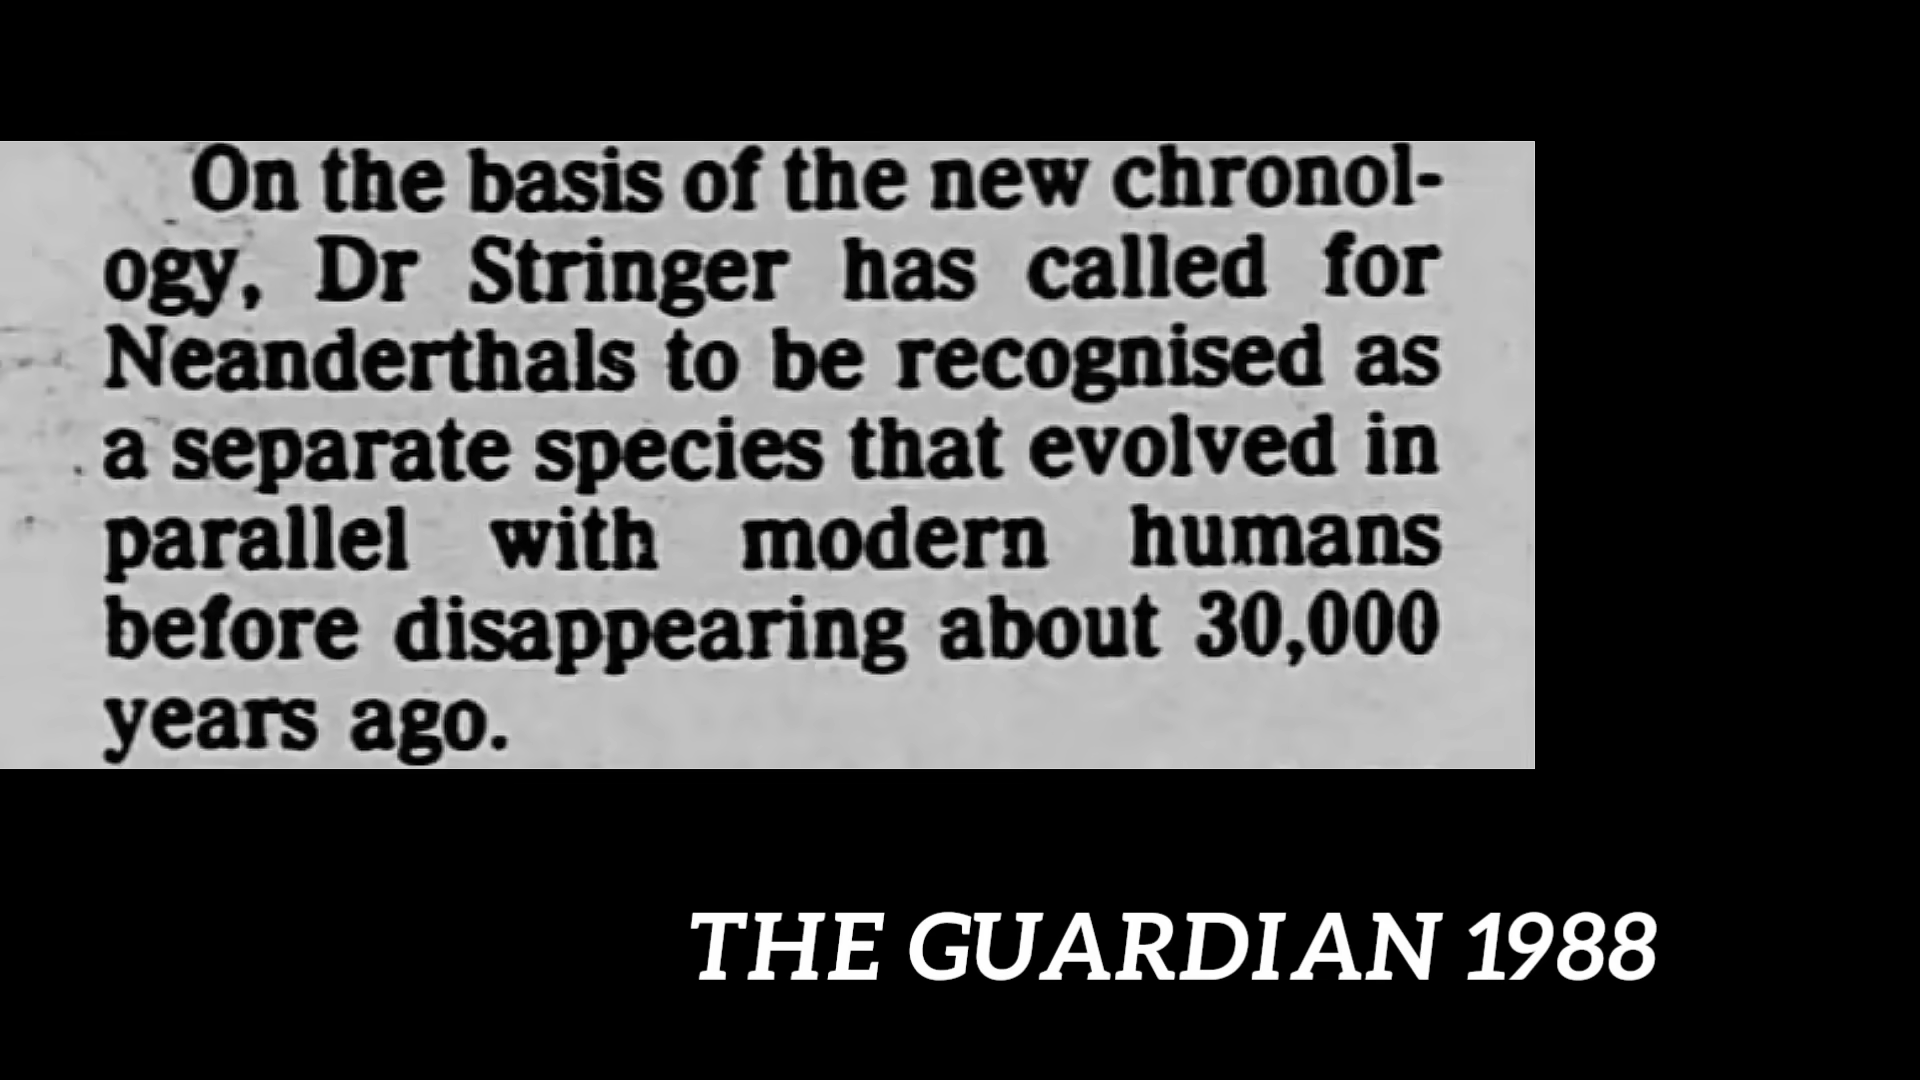 On the basis of the new chronol-
ogy, Dr Stringer has called for
Neanderthals to be recognised as
a separate species that evolved in
parallel with modern humans
before disappearing about 30,000
years ago.
THE GUARDIAN 1988